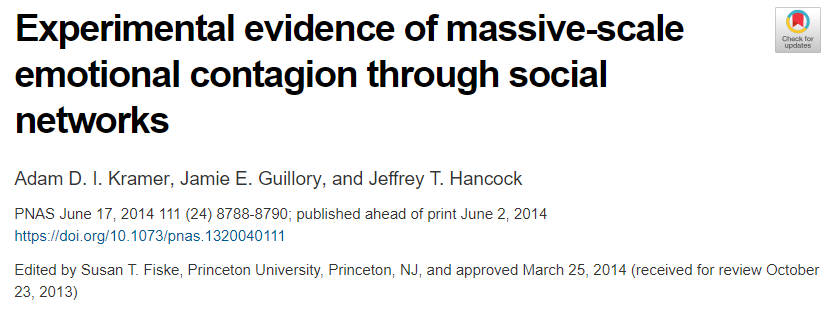 Experimental evidence of massive-scale
emotional contagion through social
networks
Check for
updates
Adam D. I. Kramer, Jamie E. Guillory, and Jeffrey T. Hancock
PNAS June 17, 2014 111 (24) 8788-8790; published ahead of print June 2, 2014
https://doi.org/10.1073/pnas.1320040111
Edited by Susan T. Fiske, Princeton University, Princeton, NJ, and approved March 25, 2014 (received for review October
23, 2013)